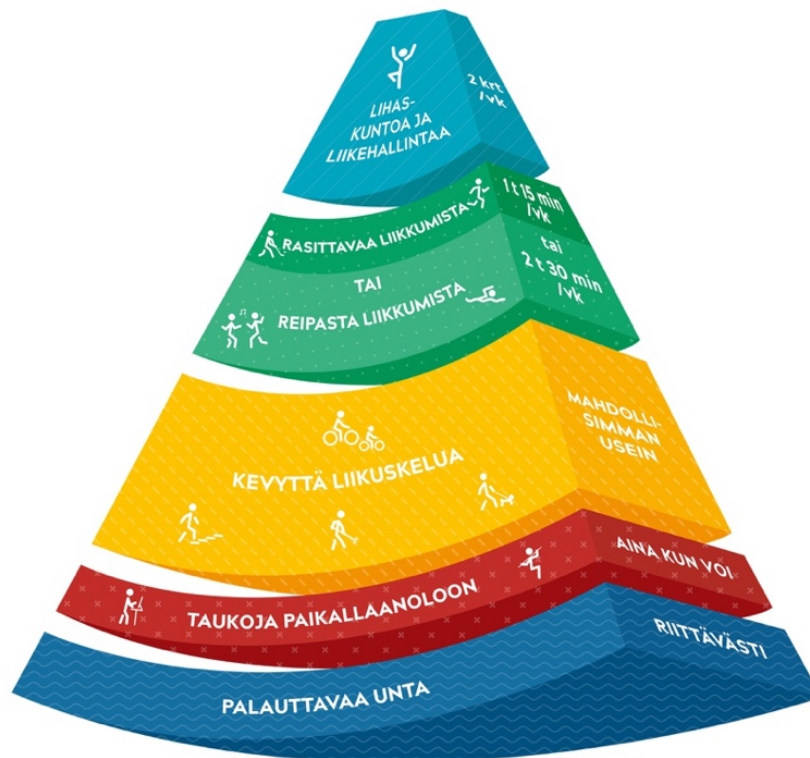 LIHAS-
KUNTOA JA
LIIKEHALLINTAA
2 krt
/vk
RASITTAVAA LIIKKUMISTA
1 t 15 min
/vk
TAI
tai
REIPASTA LIIKKUMISTA
2 t 30 min
/vk
KEVYTTÄ LIIKUSKELUA
MAHDOLLI-
SIMMAN
USEIN
TAUKOJA PAIKALLAANOLOON
AINA KUN VOI
PALAUTTAVAA UNTA
RIITTÄVÄSTI